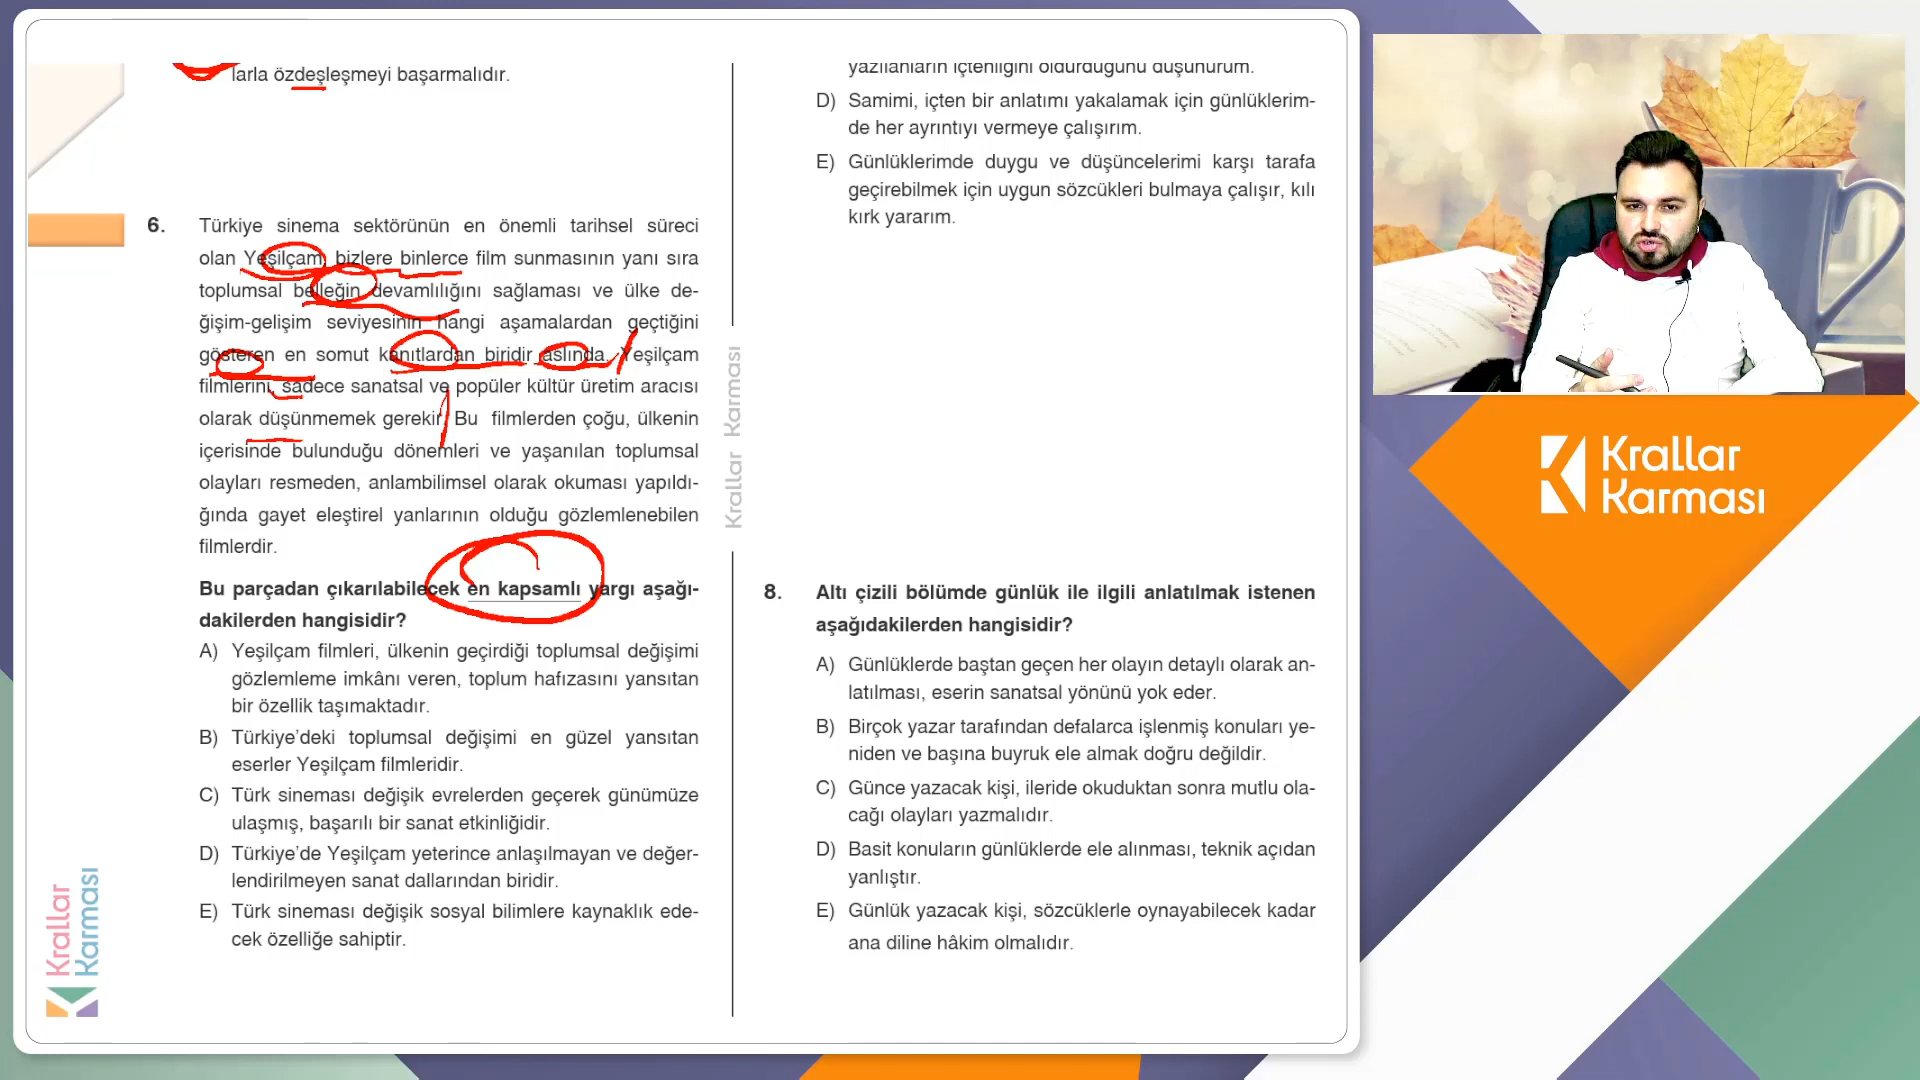 larla özdeşleşmeyi başarmalıdır.
6. Türkiye sinema sektörünün en önemli tarihsel süreci
olan Yeşilçam, bizlere binlerce film sunmasının yanı sıra
toplumsal belleğin devamlılığını sağlaması ve ülke de-
ğişim-gelişim seviyesinin hangi aşamalardan geçtiğini
gösteren en somut kanıtlardan biridir aslında. Yeşilçam
filmlerini, sadece sanatsal ve popüler kültür üretim aracısı
olarak düşünmemek gerekir. Bu filmlerden çoğu, ülkenin
içerisinde bulunduğu dönemleri ve yaşanılan toplumsal
olayları resmeden, anlambilimsel olarak okuması yapıldı-
ğında gayet eleştirel yanlarının olduğu gözlemlenebilen
filmlerdir.
Bu parçadan çıkarılabilecek en kapsamlı yargı aşağı-
dakilerden hangisidir?
A) Yeşilçam filmleri, ülkenin geçirdiği toplumsal değişimi
gözlemleme imkânı veren, toplum hafızasını yansıtan
bir özellik taşımaktadır.
B) Türkiye’deki toplumsal değişimi en güzel yansıtan
eserler Yeşilçam filmleridir.
C) Türk sineması değişik evrelerden geçerek günümüze
ulaşmış, başarılı bir sanat etkinliğidir.
D) Türkiye’de Yeşilçam yeterince anlaşılmayan ve değer-
lendirilmeyen sanat dallarından biridir.
E) Türk sineması değişik sosyal bilimlere kaynaklık ede-
cek özelliğe sahiptir.
Krallar Karması
Krallar
Karması
yazılanların içtenliğini öldürdüğünü düşünürüm.
D) Samimi, içten bir anlatımı yakalamak için günlüklerim-
de her ayrıntıyı vermeye çalışırım.
E) Günlüklerimde duygu ve düşüncelerimi karşı tarafa
geçirebilmek için uygun sözcükleri bulmaya çalışır, kılı
kırk yararım.
8. Altı çizili bölümde günlük ile ilgili anlatılmak istenen
aşağıdakilerden hangisidir?
A) Günlüklerde baştan geçen her olayın detaylı olarak an-
latılması, eserin sanatsal yönünü yok eder.
B) Birçok yazar tarafından defalarca işlenmiş konuları ye-
niden ve başına buyruk ele almak doğru değildir.
C) Günce yazacak kişi, ileride okuduktan sonra mutlu ola-
cağı olayları yazmalıdır.
D) Basit konuların günlüklerde ele alınması, teknik açıdan
yanlıştır.
E) Günlük yazacak kişi, sözcüklerle oynayabilecek kadar
ana diline hâkim olmalıdır.
Krallar
Karması